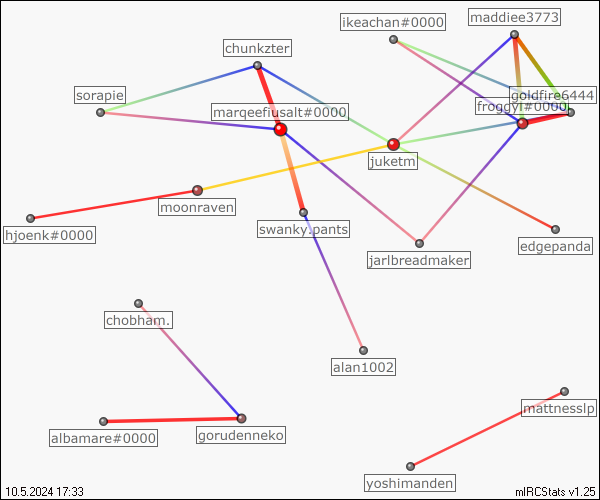 maddiee3773
ikeachan#0000
chunkzter
goldfire6444
sorapie
froggyl#0000
marqeefiusalt#0000
juketm
moonraven
swanky.pants
hjoenk#0000
edgepanda
jarlbreadmaker
chobham.
alan1002
mattnesslp
gorudenneko
albamare#0000
yoshimanden
10.5.2024 17:33
mIRCStats v1.25